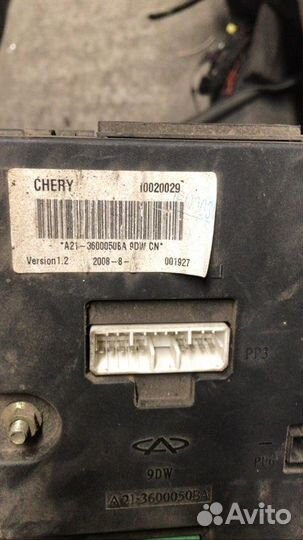 CHERY 10020029
*A21-3600050BA 9DW CN*
Version1.2 2008-8- 001927
PP3
9DW
A21-3600050BA
Avito